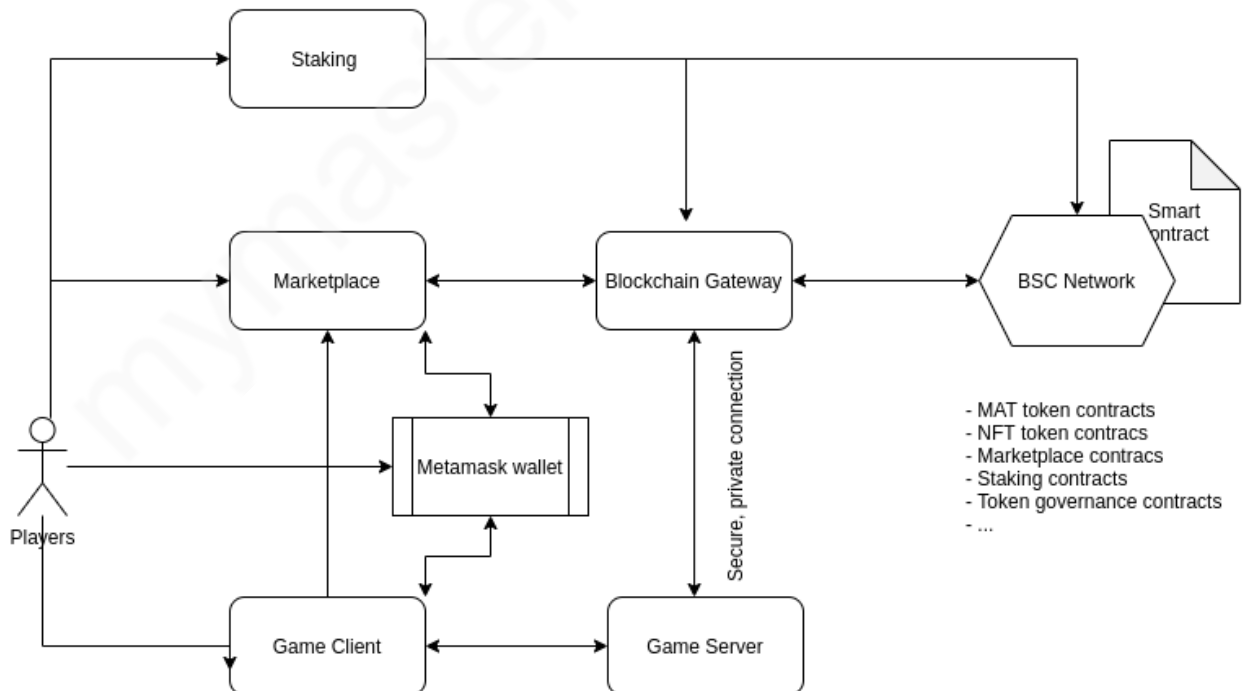 Staking
Smart
ontract
Marketplace
Blockchain Gateway
BSC Network
Secure, private connection
- MAT token contracts
- NFT token contracs
- Marketplace contracs
- Staking contracts
- Token governance contracts
- ...
Metamask wallet
Players
Game Client
Game Server
mymaste